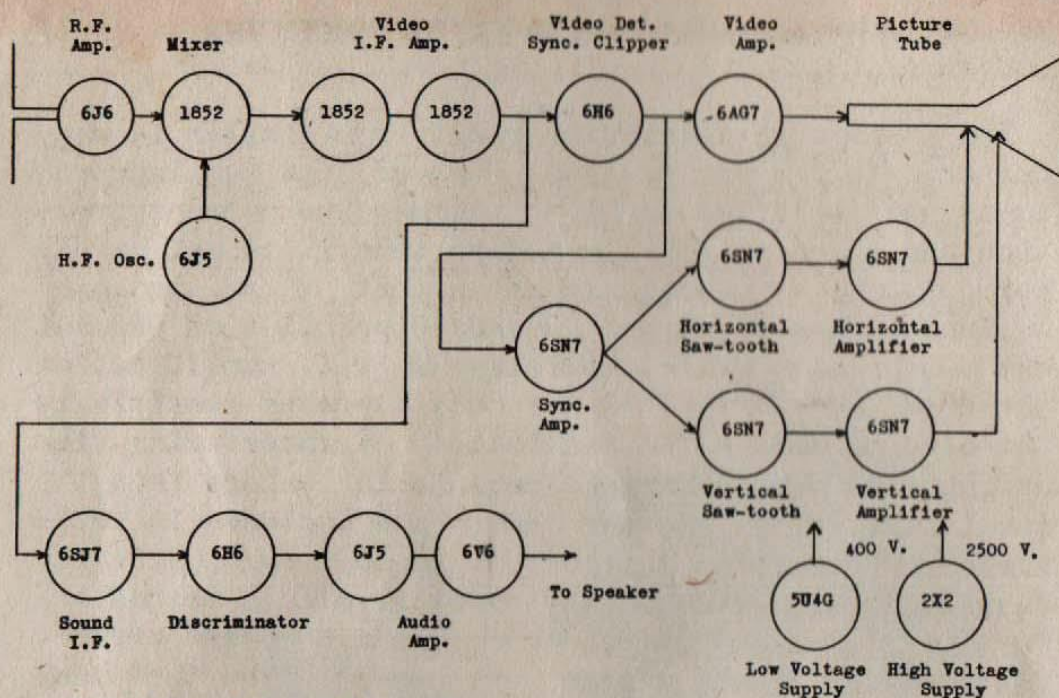 R.F.
Amp.
Mixer
Video
I.F. Amp.
Video Det.
Sync. Clipper
Video
Amp.
Picture
Tube
6J6
1852
1852
1852
6H6
6AG7
H.F. Osc.
6J5
6SN7
6SN7
Horizontal
Saw-tooth
Horizontal
Amplifier
6SN7
Sync.
Amp.
6SN7
6SN7
Vertical
Saw-tooth
Vertical
Amplifier
6SJ7
6H6
6J5
6V6
To Speaker
Sound
I.F.
Discriminator
Audio
Amp.
400 V.
2500 V.
5U4G
2X2
Low Voltage
Supply
High Voltage
Supply